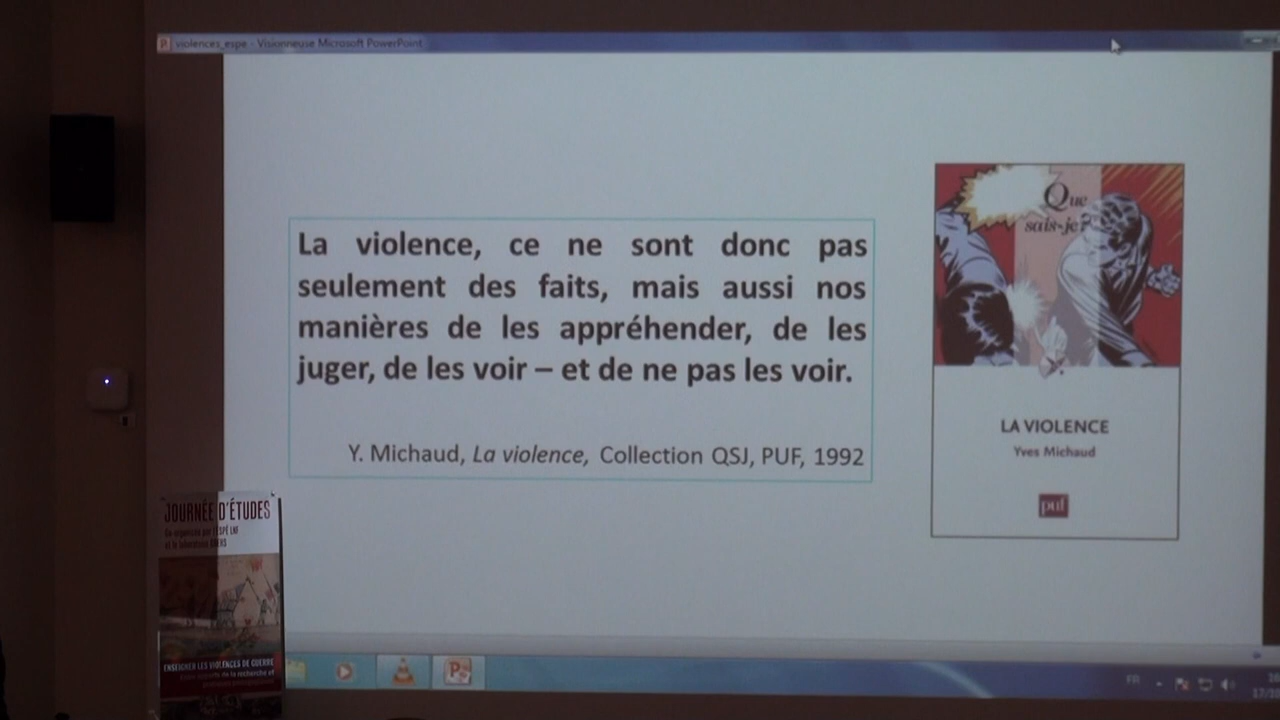 violences_espe - Visionneuse Microsoft PowerPoint
La violence, ce ne sont donc pas
seulement des faits, mais aussi nos
manières de les appréhender, de les
juger, de les voir – et de ne pas les voir.
Y. Michaud, La violence, Collection QSJ, PUF, 1992
Que
sais-je?
LA VIOLENCE
Yves Michaud
puf
JOURNÉE D'ÉTUDES
ENSEIGNER LES VIOLENCES DE GUERRE
FR